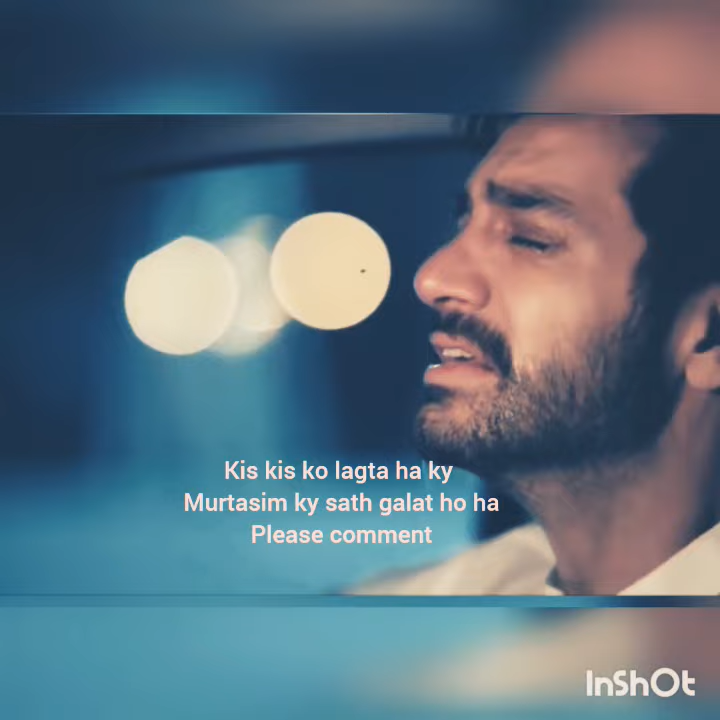 Kis kis ko lagta ha ky
Murtasim ky sath galat ho ha
Please comment
InShOt